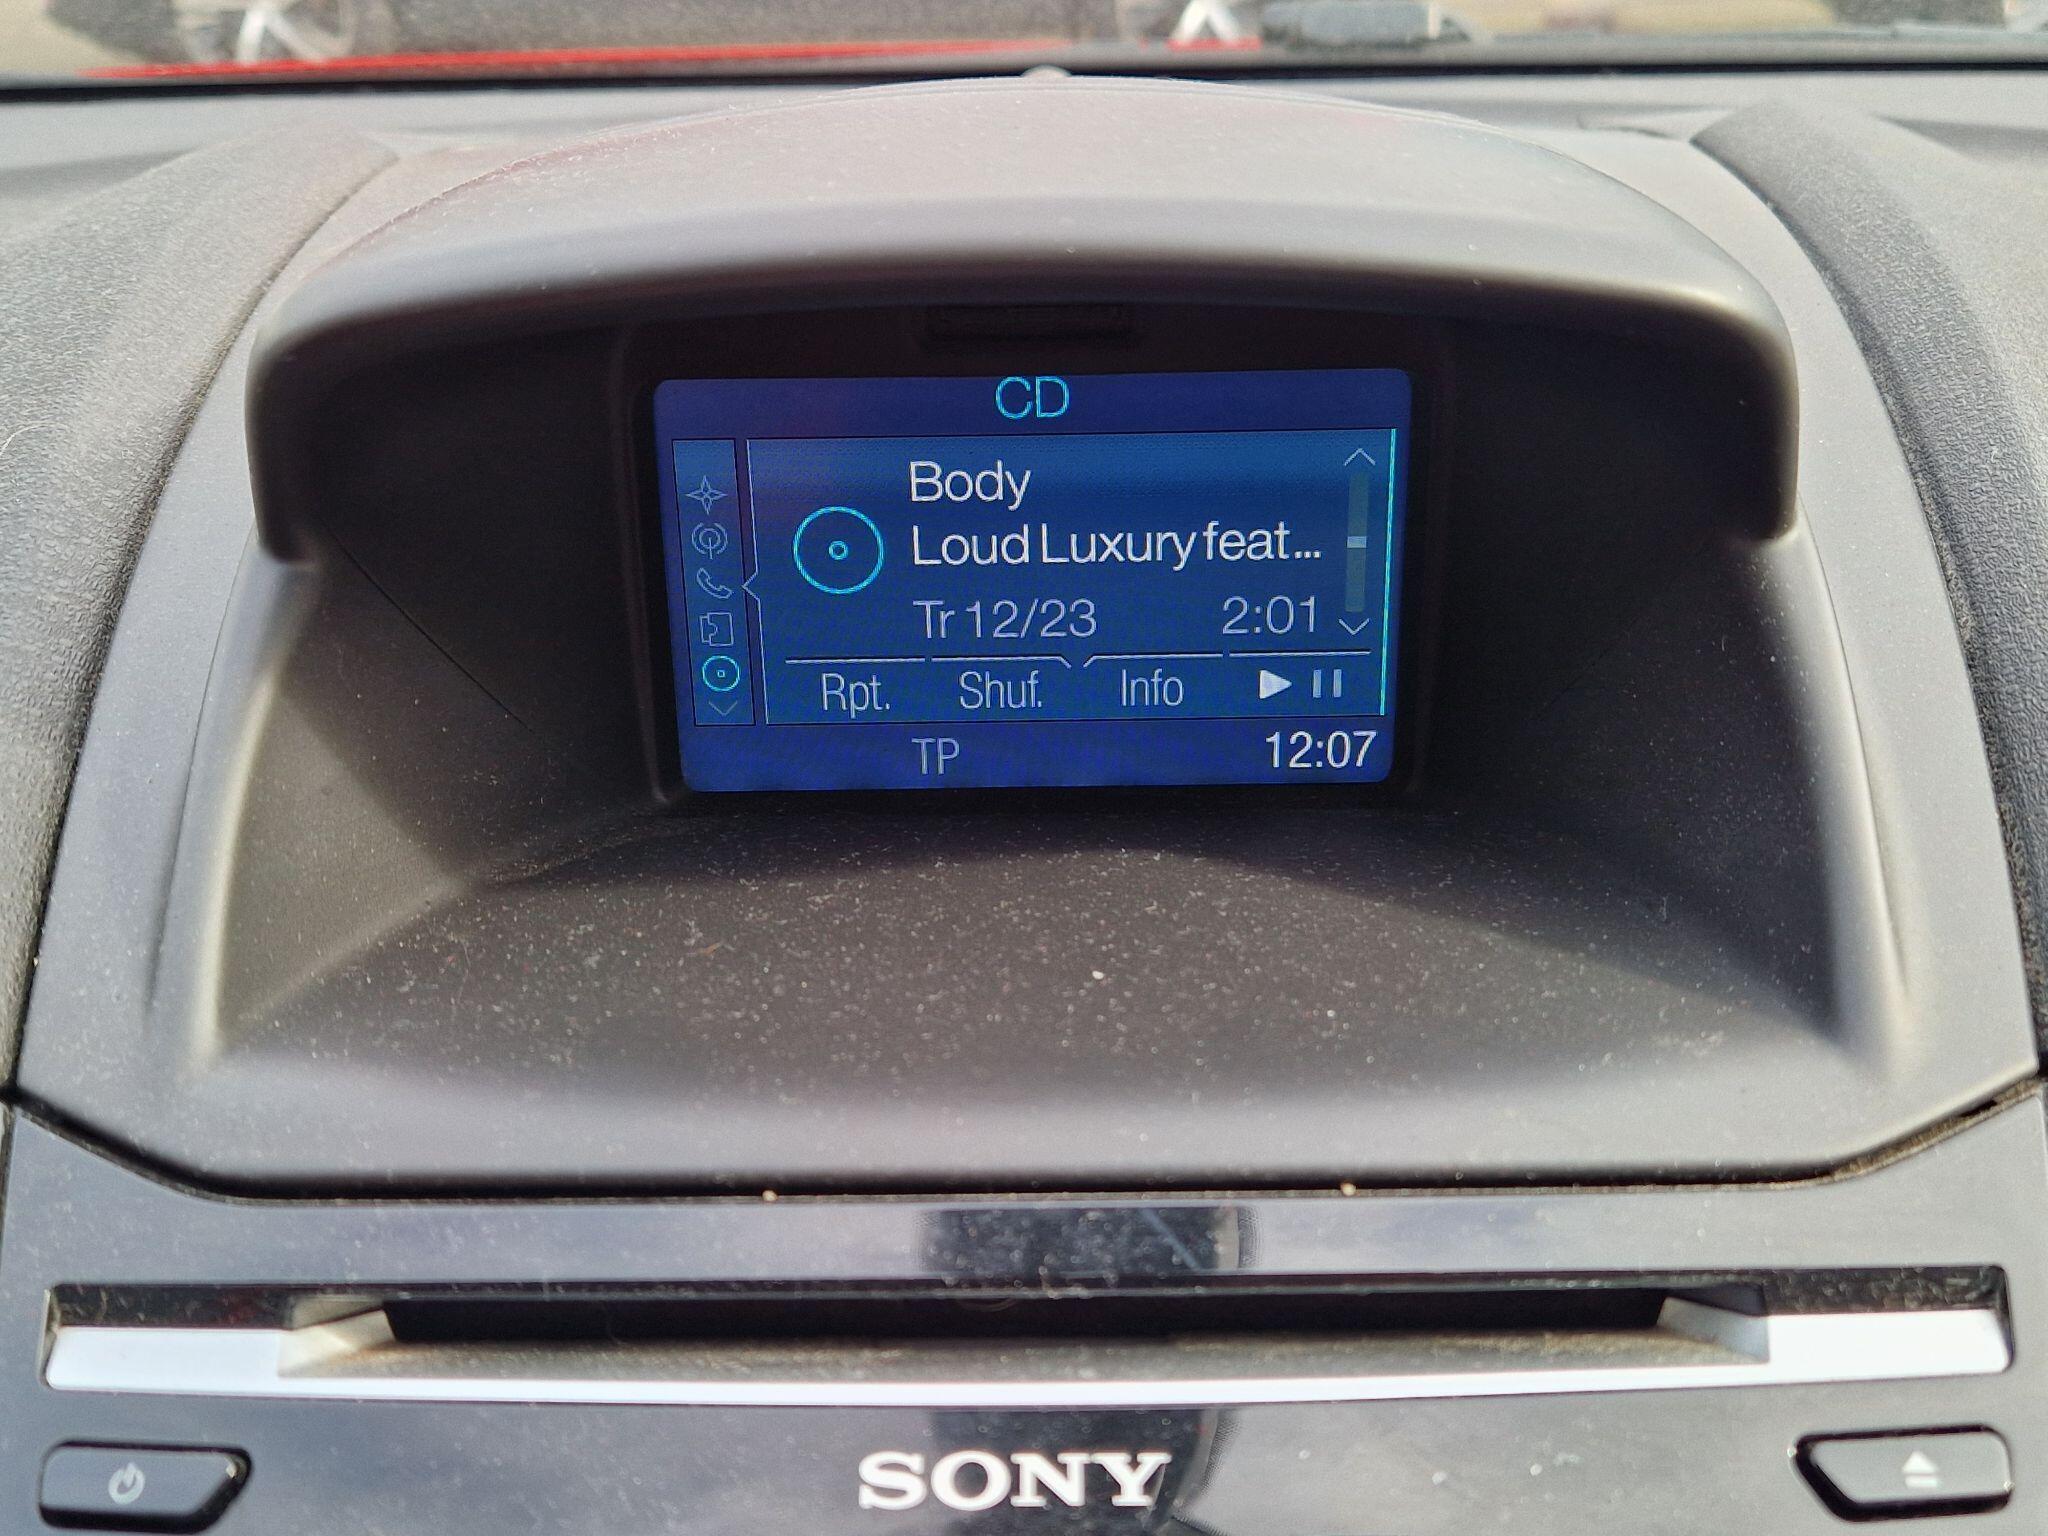 CD
Body
Loud Luxury feat...
Tr 12/23 2:01
Rpt. Shuf. Info
TP 12:07
SONY